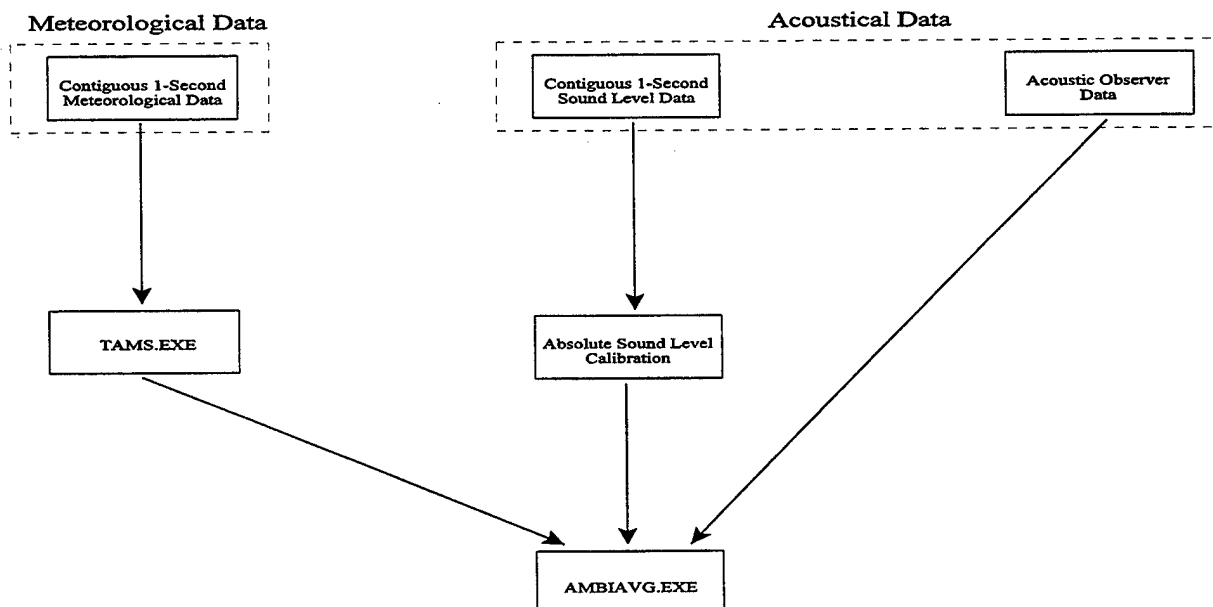 Meteorological Data
Acoustical Data
Contiguous 1-Second
Meteorological Data
Contiguous 1-Second
Sound Level Data
Acoustic Observer
Data
TAMS.EXE
Absolute Sound Level
Calibration
AMBIAVG.EXE